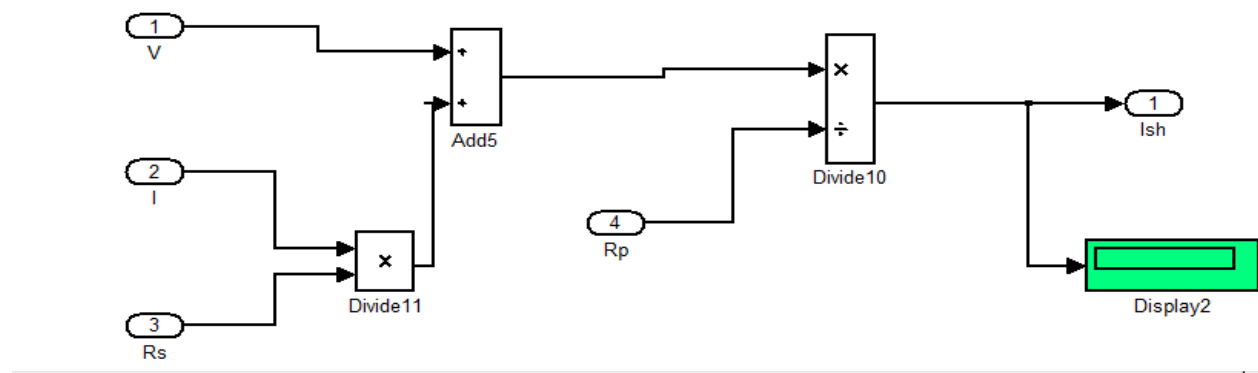 1
V
+
+
Add5
×
÷
Divide10
1
Ish
2
I
4
Rp
×
Divide11
3
Rs
Display2